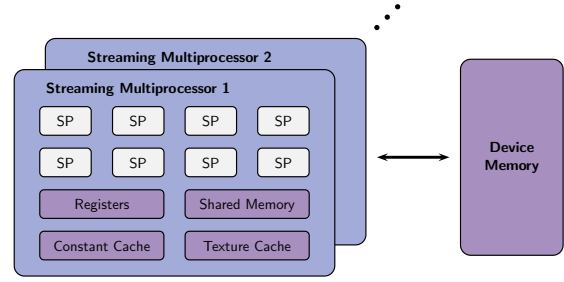 Streaming Multiprocessor 2
Streaming Multiprocessor 1
SP SP SP SP
SP SP SP SP
Registers Shared Memory
Constant Cache Texture Cache
Device
Memory